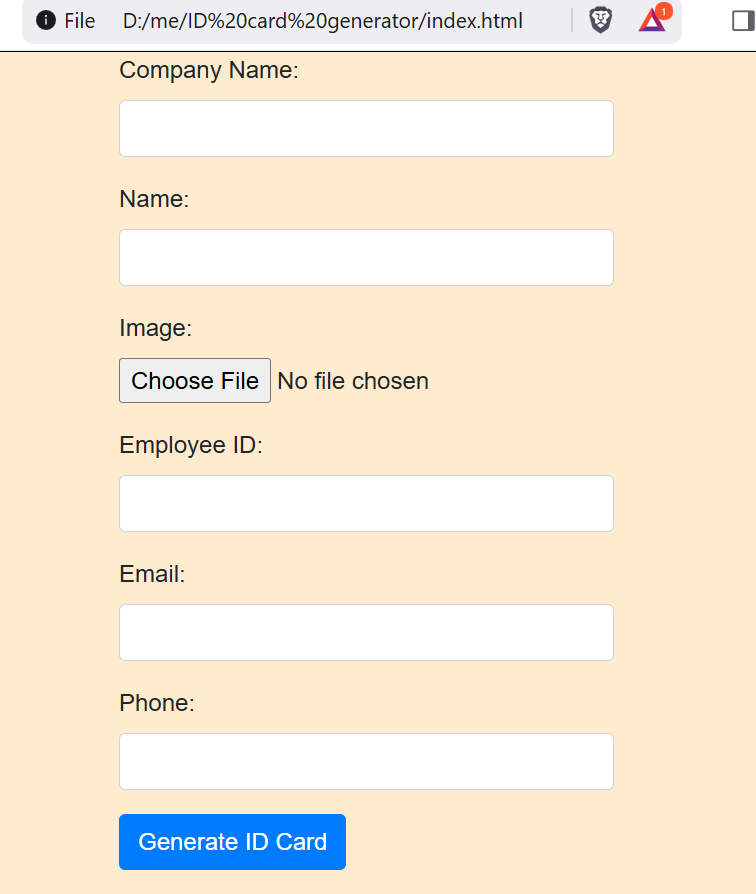 File D:/me/ID%20card%20generator/index.html 1
Company Name:
Name:
Image:
Choose File No file chosen
Employee ID:
Email:
Phone:
Generate ID Card